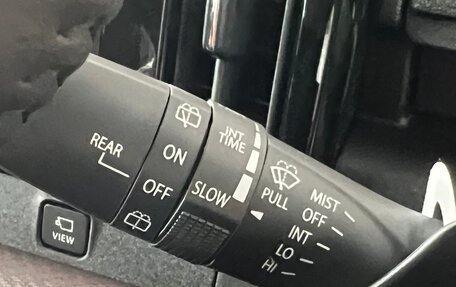 REAR
ON
OFF
INT
TIME
SLOW
PULL
MIST
OFF
INT
LO
HI
VIEW